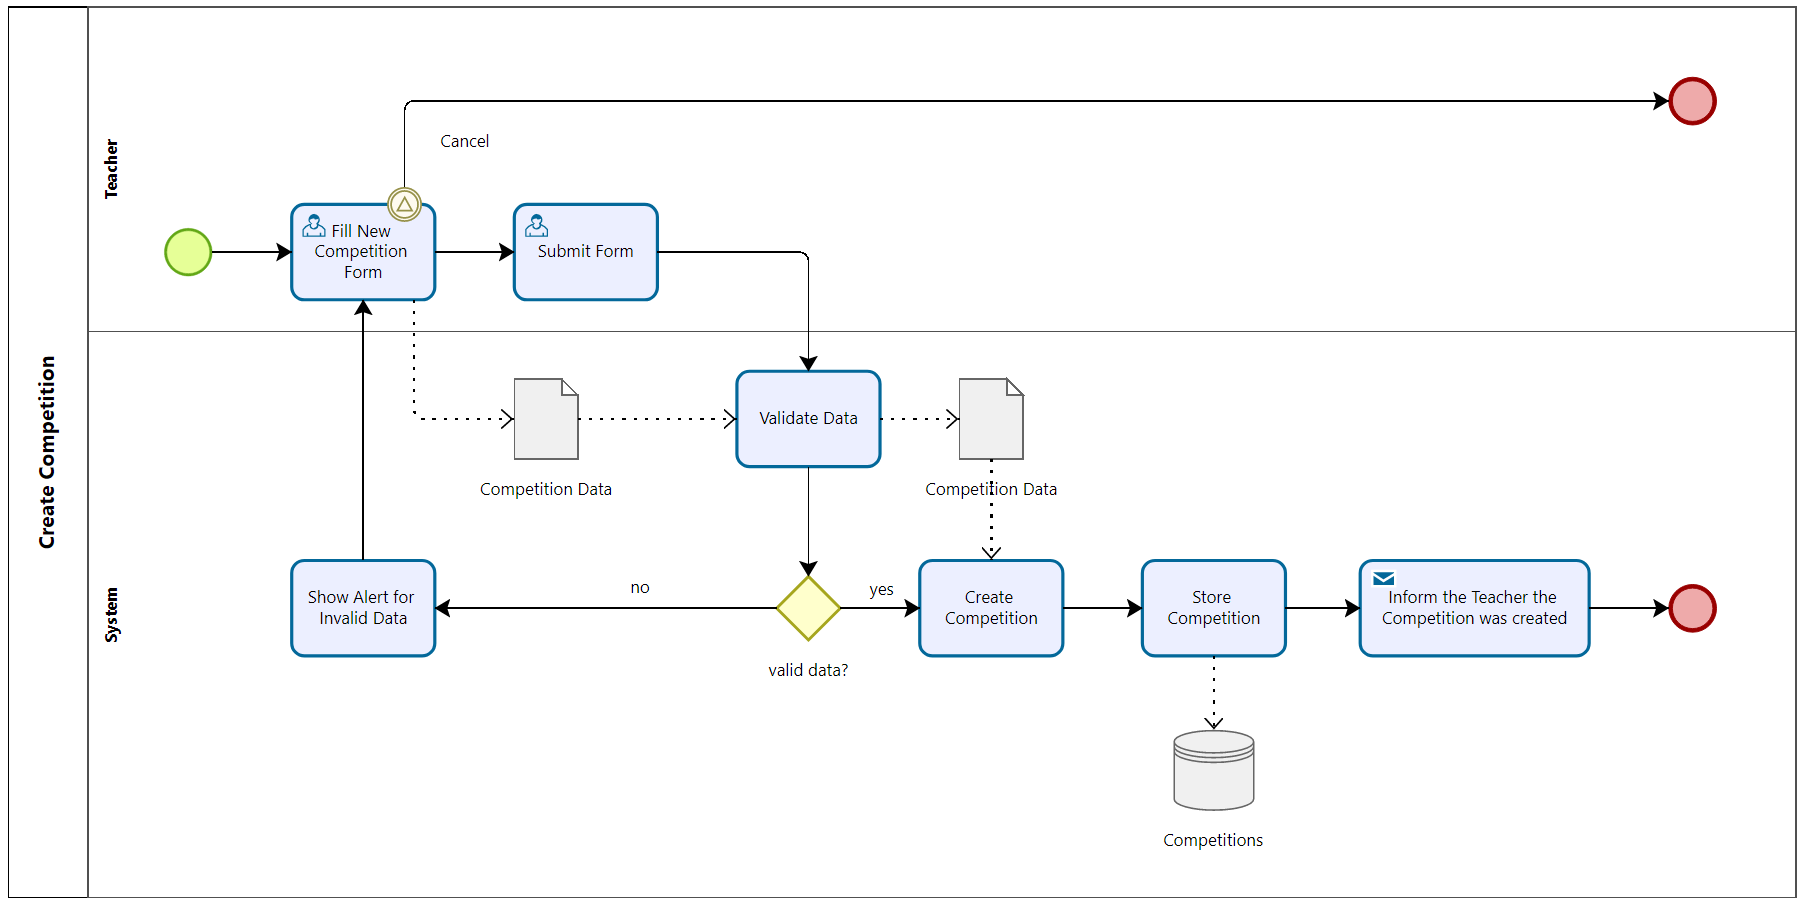 Create Competition
Teacher
Cancel
Fill New
Competition
Form
Submit Form
System
Validate Data
Competition Data
Competition Data
Show Alert for
Invalid Data
no
valid data?
yes
Create
Competition
Store
Competition
Inform the Teacher the
Competition was created
Competitions